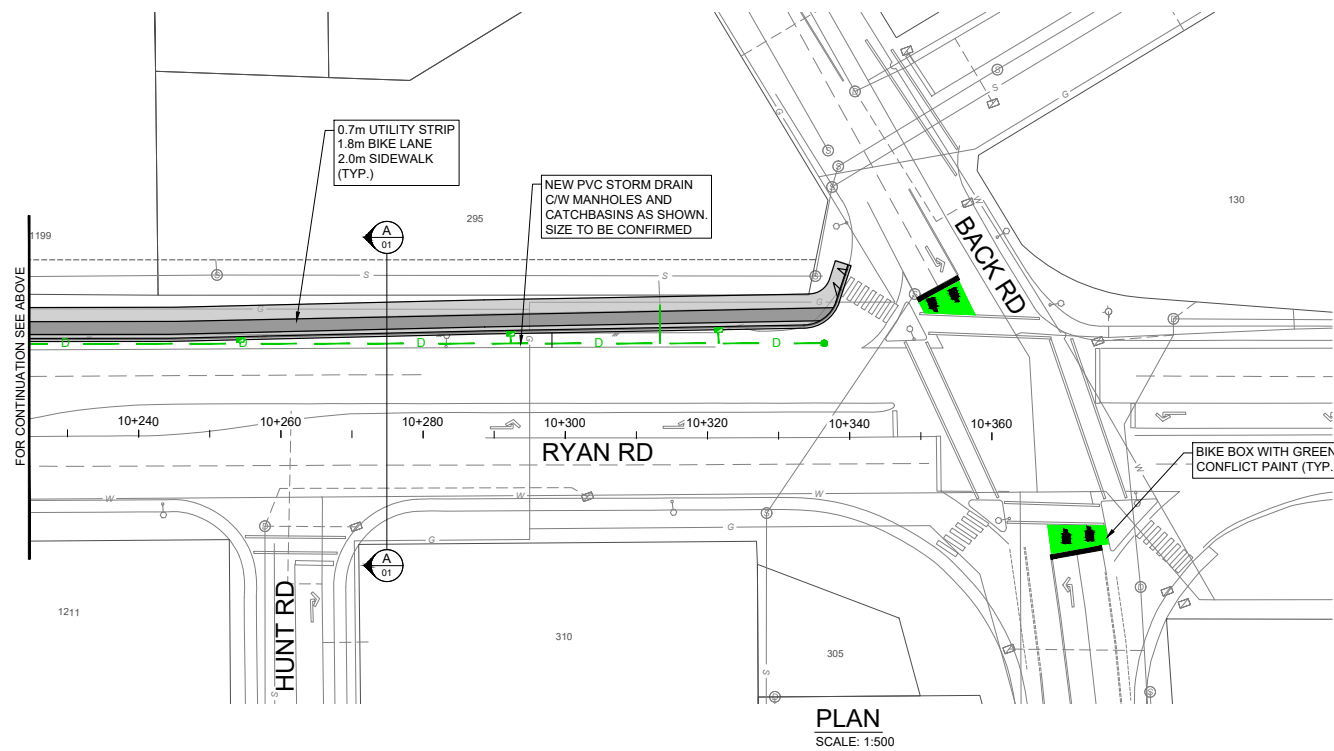 0.7m UTILITY STRIP
1.8m BIKE LANE
2.0m SIDEWALK
(TYP.)
NEW PVC STORM DRAIN
C/W MANHOLES AND
CATCHBASINS AS SHOWN.
SIZE TO BE CONFIRMED
295
130
1199
A
01
BACK RD
FOR CONTINUATION SEE ABOVE
S
S
S
G
G
G
G
W
D
D
D
D
D
10+240
10+260
10+280
10+300
10+320
10+340
10+360
RYAN RD
BIKE BOX WITH GREEN
CONFLICT PAINT (TYP.
W
W
W
W
G
G
A
01
HUNT RD
1211
310
305
S
S
PLAN
SCALE: 1:500